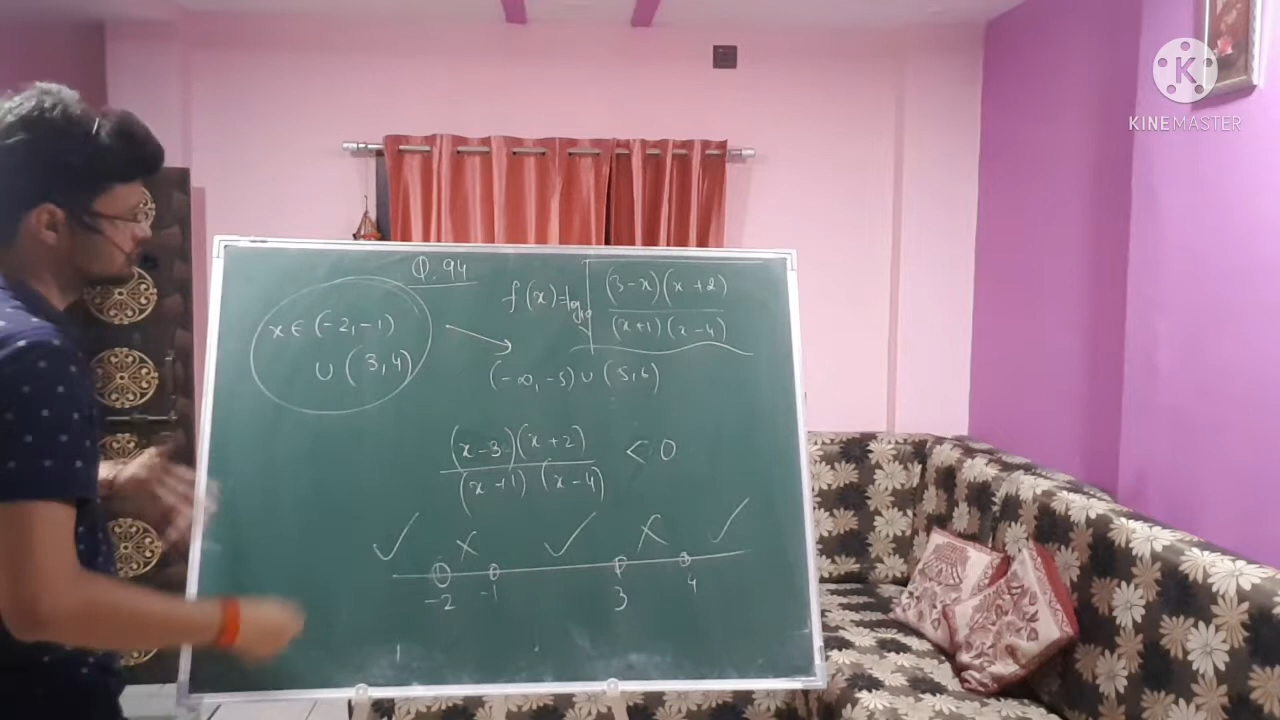 Q. 94
f(x) = log₁₀ √((3-x)(x+2) / (x+1)(x-4))
x ∈ (-2, -1)
∪ (3, 4)
(-∞, -5) ∪ (5, 6)
(x-3)(x+2) / (x+1)(x-4) < 0
✓ × ✓ × ✓
-2 -1 3 4
K
KINEMASTER